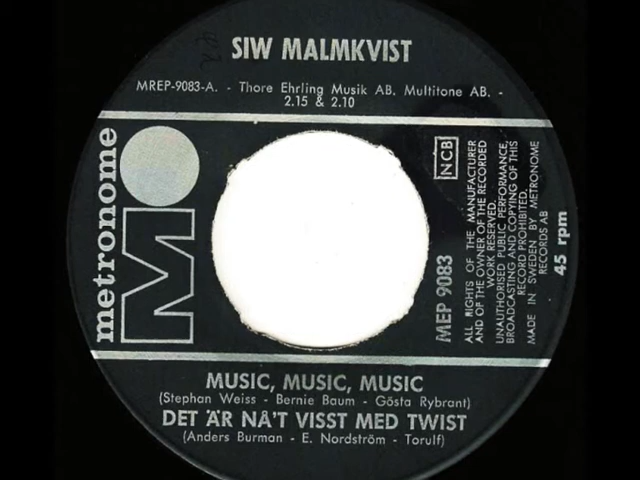 SIW MALMKVIST
MREP-9083-A. - Thore Ehrling Musik AB. Multitone AB. -
2.15 & 2.10
metronome
M
NCB
MEP 9083
ALL RIGHTS OF THE MANUFACTURER
AND OF THE OWNER OF THE RECORDED
WORK RESERVED.
UNAUTHORISED PUBLIC PERFORMANCE,
BROADCASTING AND COPYING OF THIS
RECORD PROHIBITED.
MADE IN SWEDEN BY METRONOME
RECORDS AB
45 rpm
MUSIC, MUSIC, MUSIC
(Stephan Weiss - Bernie Baum - Gösta Rybrant)
DET ÄR NÅ'T VISST MED TWIST
(Anders Burman - E. Nordström - Torulf)